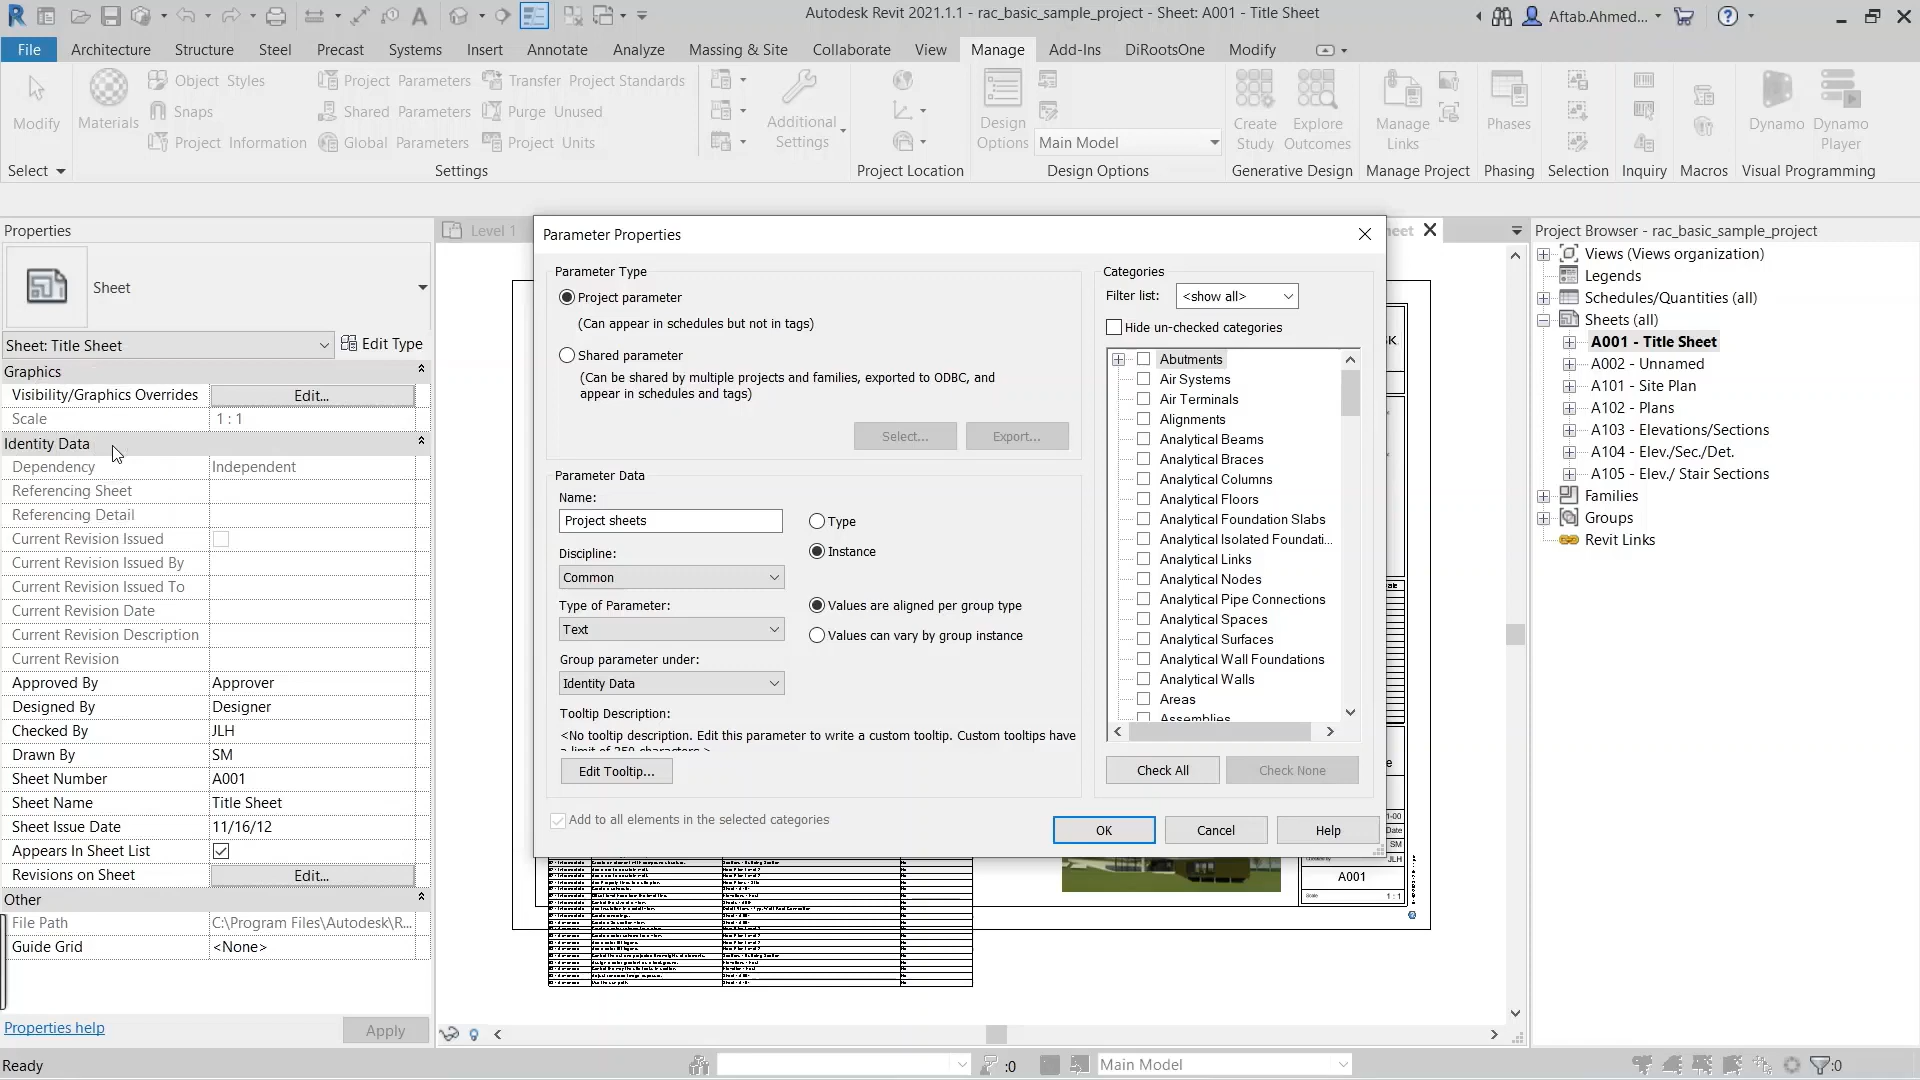 Autodesk Revit 2021.1.1 - rac_basic_sample_project - Sheet: A001 - Title Sheet
Aftab.Ahmed...
File Architecture Structure Steel Precast Systems Insert Annotate Analyze Massing & Site Collaborate View Manage Add-Ins DiRootsOne Modify
Modify
Materials
Object Styles
Snaps
Project Information
Project Parameters
Shared Parameters
Global Parameters
Transfer Project Standards
Purge Unused
Project Units
Additional
Settings
Design
Options
Main Model
Create
Study
Explore
Outcomes
Manage
Links
Phases
Dynamo
Dynamo
Player
Select
Settings
Project Location
Design Options
Generative Design
Manage Project
Phasing
Selection
Inquiry
Macros
Visual Programming
Properties
Sheet
Sheet: Title Sheet
Edit Type
Graphics
Visibility/Graphics Overrides Edit...
Scale 1 : 1
Identity Data
Dependency Independent
Referencing Sheet
Referencing Detail
Current Revision Issued
Current Revision Issued By
Current Revision Issued To
Current Revision Date
Current Revision Description
Current Revision
Approved By Approver
Designed By Designer
Checked By JLH
Drawn By SM
Sheet Number A001
Sheet Name Title Sheet
Sheet Issue Date 11/16/12
Appears In Sheet List
Revisions on Sheet Edit...
Other
File Path C:\Program Files\Autodesk\R...
Guide Grid <None>
Properties help
Apply
Level 1
eet
Parameter Properties
Parameter Type
Project parameter
(Can appear in schedules but not in tags)
Shared parameter
(Can be shared by multiple projects and families, exported to ODBC, and
appear in schedules and tags)
Select...
Export...
Parameter Data
Name:
Project sheets
Type
Instance
Discipline:
Common
Type of Parameter:
Text
Values are aligned per group type
Values can vary by group instance
Group parameter under:
Identity Data
Tooltip Description:
<No tooltip description. Edit this parameter to write a custom tooltip. Custom tooltips have
a limit of 250 characters.>
Edit Tooltip...
Add to all elements in the selected categories
Categories
Filter list: <show all>
Hide un-checked categories
Abutments
Air Systems
Air Terminals
Alignments
Analytical Beams
Analytical Braces
Analytical Columns
Analytical Floors
Analytical Foundation Slabs
Analytical Isolated Foundati...
Analytical Links
Analytical Nodes
Analytical Pipe Connections
Analytical Spaces
Analytical Surfaces
Analytical Wall Foundations
Analytical Walls
Areas
Assemblies
Check All
Check None
OK
Cancel
Help
SM
JLH
A001
Scale 1 : 1
Project Browser - rac_basic_sample_project
Views (Views organization)
Legends
Schedules/Quantities (all)
Sheets (all)
A001 - Title Sheet
A002 - Unnamed
A101 - Site Plan
A102 - Plans
A103 - Elevations/Sections
A104 - Elev./Sec./Det.
A105 - Elev./ Stair Sections
Families
Groups
Revit Links
Ready
:0
Main Model
:0